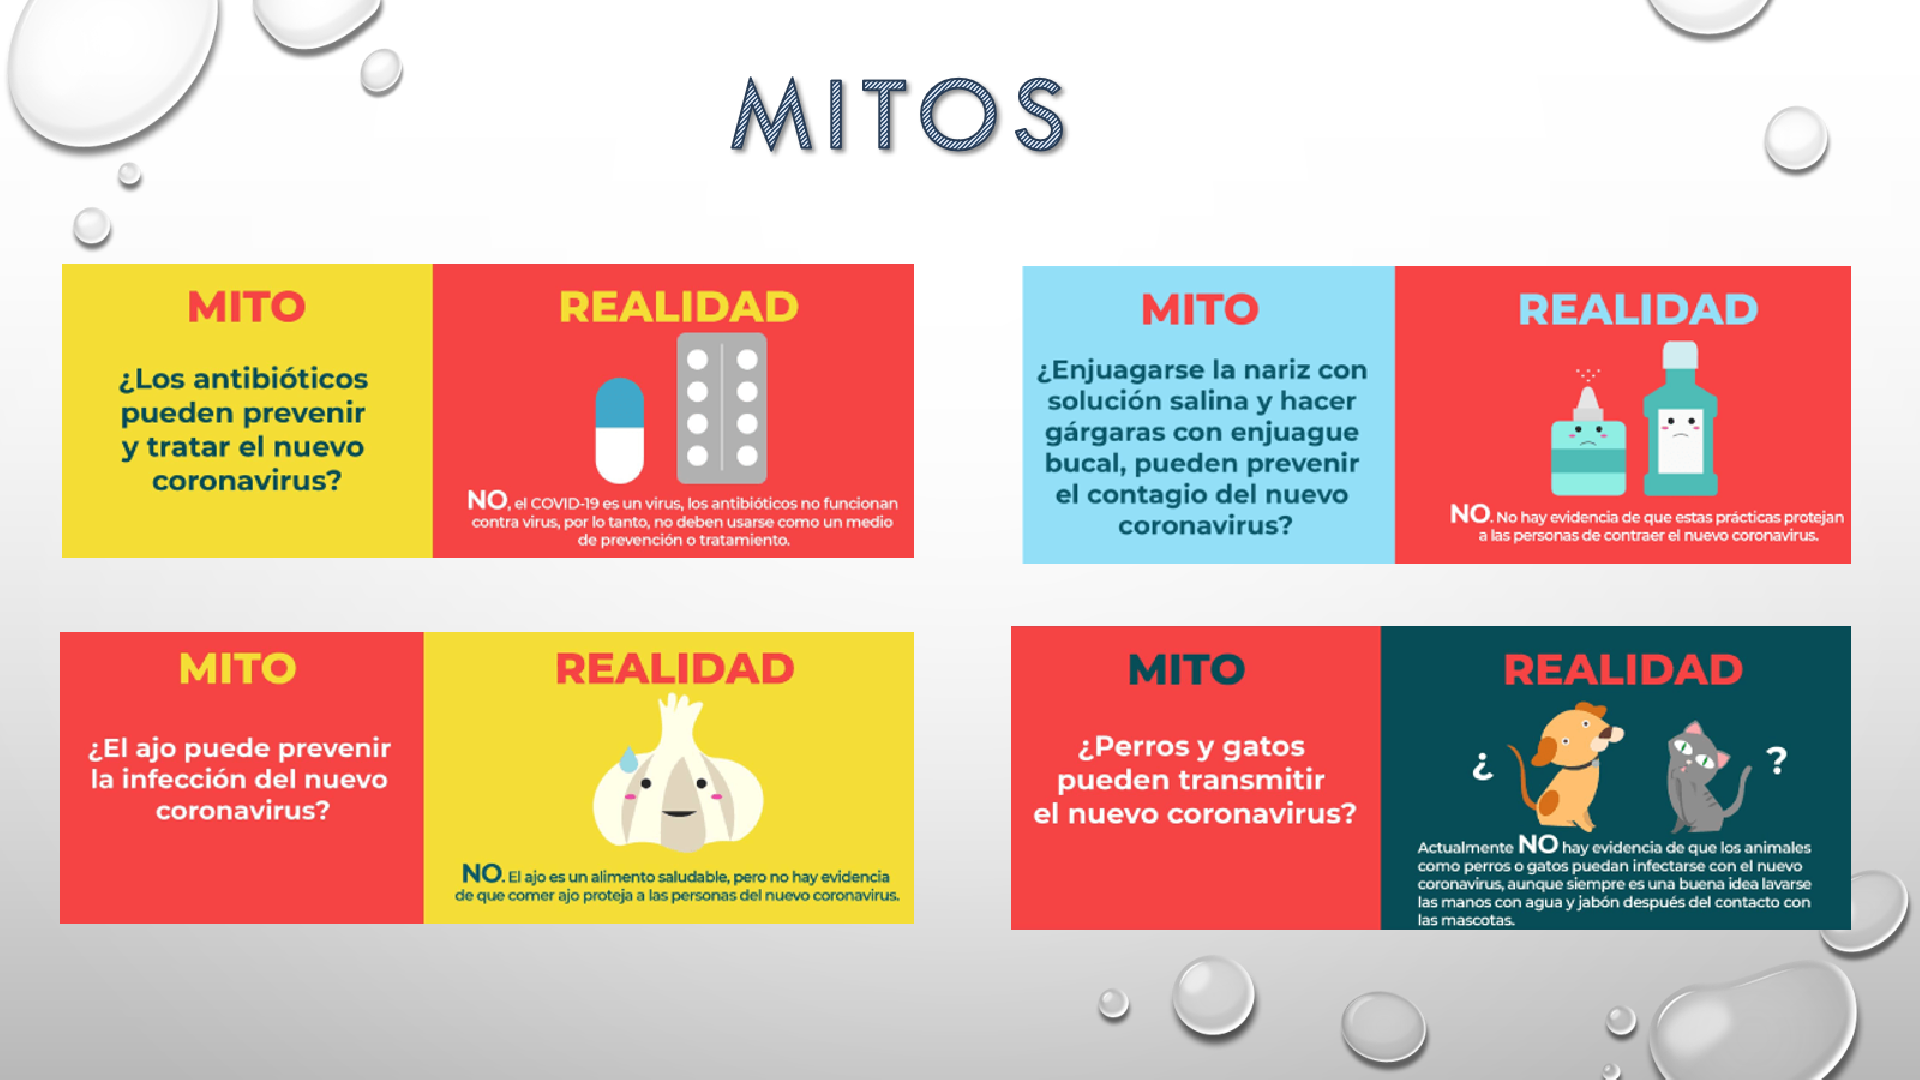 MITOS
MITO
¿Los antibióticos
pueden prevenir
y tratar el nuevo
coronavirus?
REALIDAD
NO, el COVID-19 es un virus, los antibióticos no funcionan
contra virus, por lo tanto, no deben usarse como un medio
de prevención o tratamiento.
MITO
¿Enjuagarse la nariz con
solución salina y hacer
gárgaras con enjuague
bucal, pueden prevenir
el contagio del nuevo
coronavirus?
REALIDAD
NO. No hay evidencia de que estas prácticas protejan
a las personas de contraer el nuevo coronavirus.
MITO
¿El ajo puede prevenir
la infección del nuevo
coronavirus?
REALIDAD
NO. El ajo es un alimento saludable, pero no hay evidencia
de que comer ajo proteja a las personas del nuevo coronavirus.
MITO
¿Perros y gatos
pueden transmitir
el nuevo coronavirus?
REALIDAD
¿ ?
Actualmente NO hay evidencia de que los animales
como perros o gatos puedan infectarse con el nuevo
coronavirus, aunque siempre es una buena idea lavarse
las manos con agua y jabón después del contacto con
las mascotas.